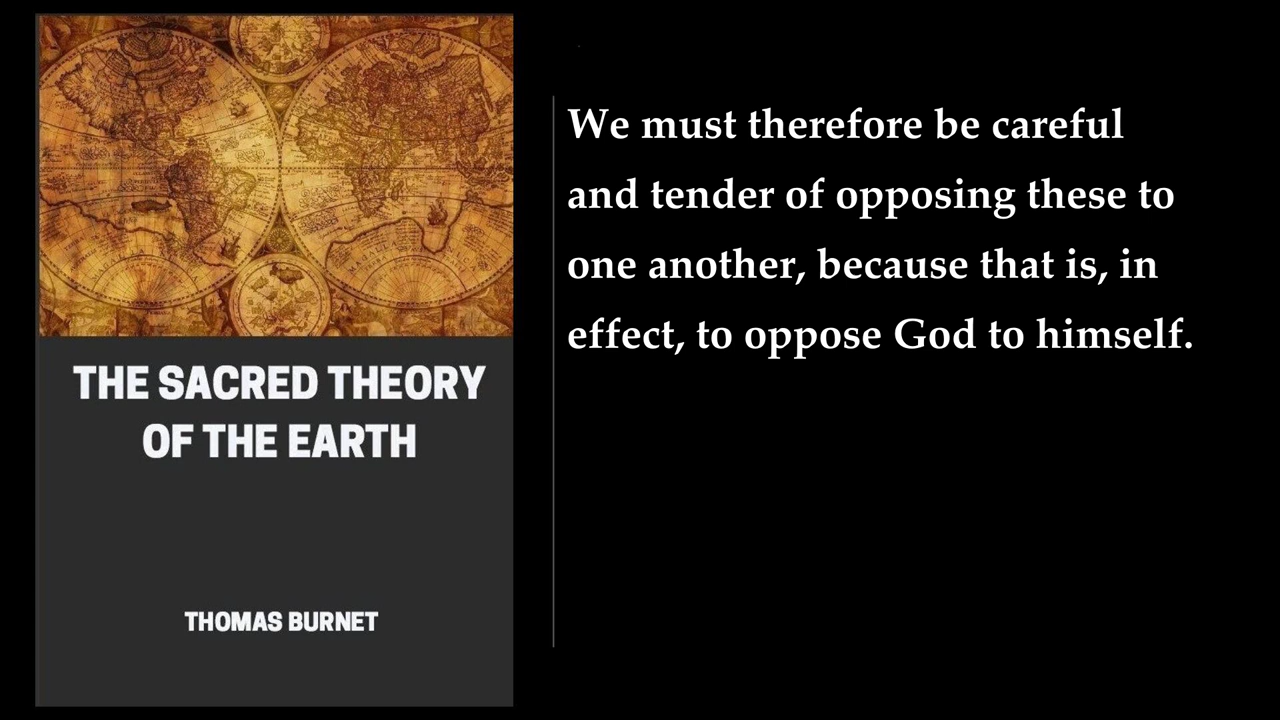 THE SACRED THEORY
OF THE EARTH
THOMAS BURNET
We must therefore be careful
and tender of opposing these to
one another, because that is, in
effect, to oppose God to himself.